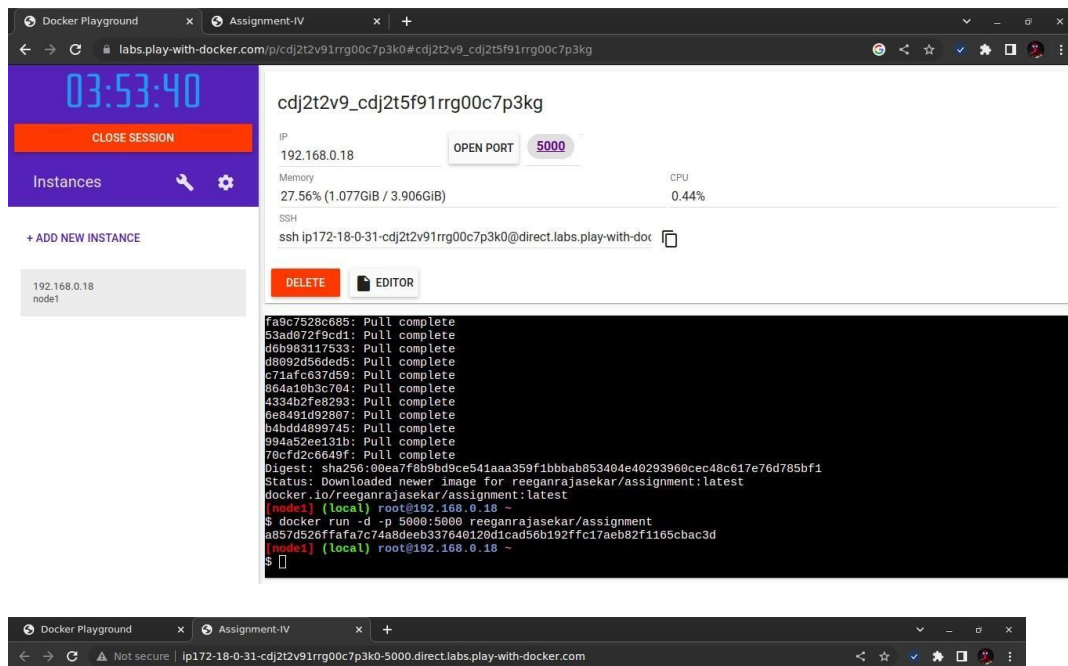 Docker Playground
Assignment-IV
labs.play-with-docker.com/p/cdj2t2v91rrg00c7p3k0#cdj2t2v9_cdj2t5f91rrg00c7p3kg
03:53:40
CLOSE SESSION
Instances
+ ADD NEW INSTANCE
192.168.0.18
node1
cdj2t2v9_cdj2t5f91rrg00c7p3kg
IP
192.168.0.18
OPEN PORT
5000
Memory
27.56% (1.077GiB / 3.906GiB)
CPU
0.44%
SSH
ssh ip172-18-0-31-cdj2t2v91rrg00c7p3k0@direct.labs.play-with-doc
DELETE
EDITOR
fa9c7528c685: Pull complete
53ad072f9cd1: Pull complete
d6b983117533: Pull complete
d8092d56ded5: Pull complete
c71afc637d59: Pull complete
864a10b3c704: Pull complete
4334b2fe8293: Pull complete
6e8491d92807: Pull complete
b4bdd4899745: Pull complete
994a52ee131b: Pull complete
70cfd2c6649f: Pull complete
Digest: sha256:00ea7f8b9bd9ce541aaa359f1bbbab853404e40293960cec48c617e76d785bf1
Status: Downloaded newer image for reeganrajasekar/assignment:latest
docker.io/reeganrajasekar/assignment:latest
[node1] (local) root@192.168.0.18 ~
$ docker run -d -p 5000:5000 reeganrajasekar/assignment
a857d526ffafa7c74a8deeb337640120d1cad56b192ffc17aeb82f1165cbac3d
[node1] (local) root@192.168.0.18 ~
$
Docker Playground
Assignment-IV
Not secure | ip172-18-0-31-cdj2t2v91rrg00c7p3k0-5000.direct.labs.play-with-docker.com